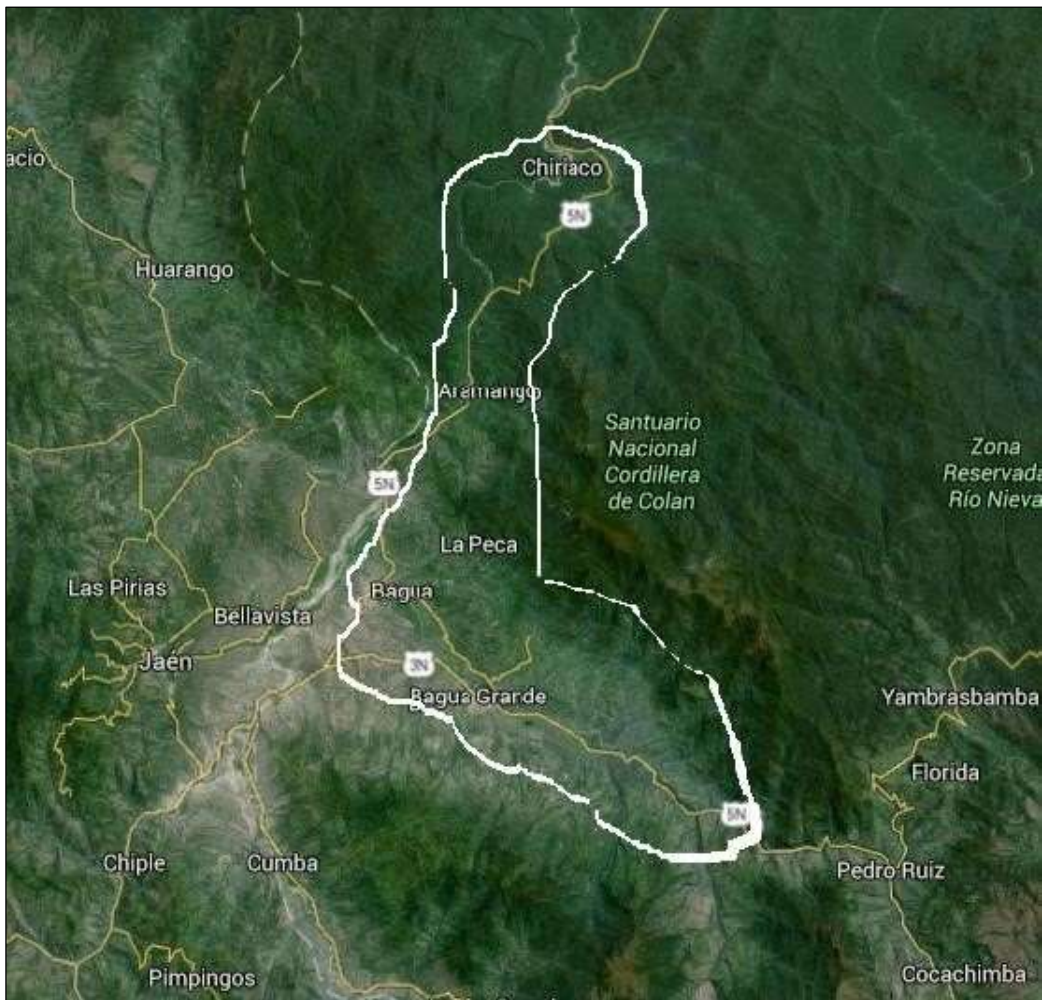 acio
Chiriaco
5N
Huarango
Aramango
Santuario
Nacional
Cordillera
de Colan
Zona
Reservada
Río Nieva
5N
La Peca
Las Pirias
Bagua
Bellavista
Jaén
3N
Bagua Grande
Yambrasbamba
Florida
5N
Chiple
Cumba
Pedro Ruiz
Pimpingos
Cocachimba